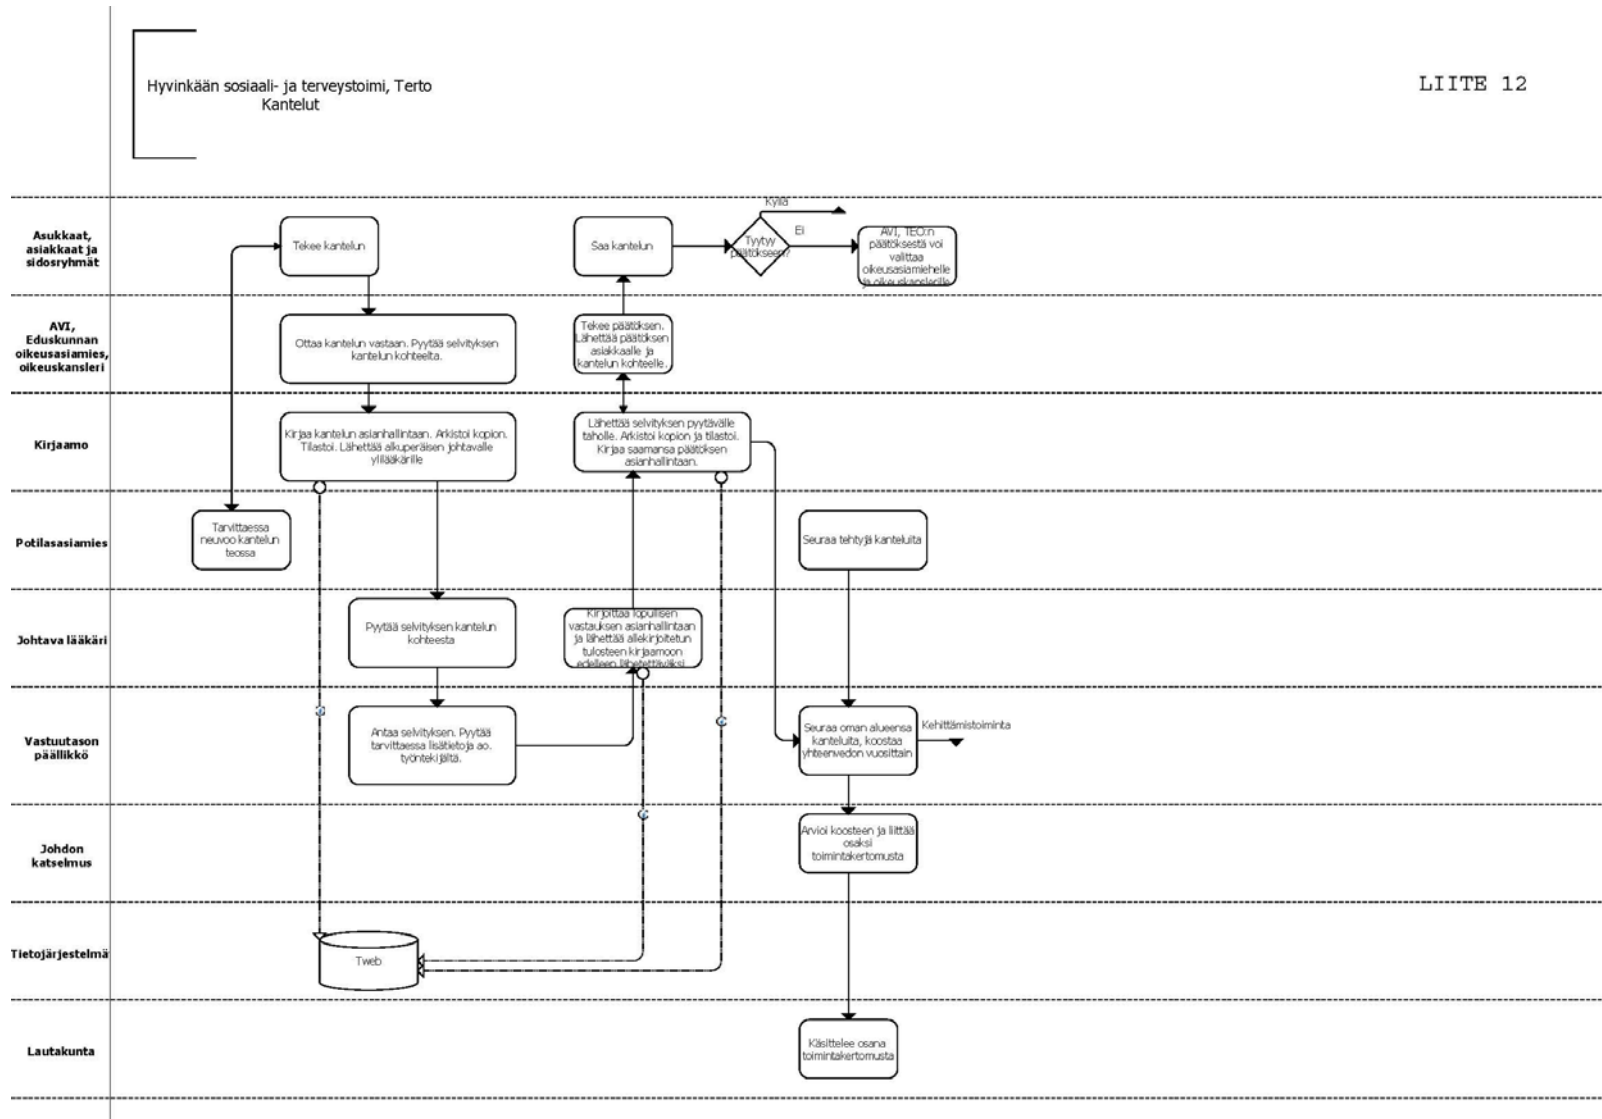 Hyvinkään sosiaali- ja terveystoimi, Terto
Kantelut
LIITE 12
Asukkaat,
asiakkaat ja
sidosryhmät
Tekee kantelun
Saa kantelun
Tyytyy
päätökseen?
Kyllä
Ei
AVI, TEO:n
päätöksestä voi
valittaa
oikeusasiamiehelle
ja oikeuskanslerille
AVI,
Eduskunnan
oikeusasiamies,
oikeuskansleri
Ottaa kantelun vastaan. Pyytää selvityksen
kantelun kohteelta.
Tekee päätöksen.
Lähettää päätöksen
asiakkaalle ja
kantelun kohteelle.
Kirjaamo
Kirjaa kantelun asianhallintaan. Arkistoi kopion.
Tilastoi. Lähettää alkuperäisen johtavalle
ylilääkärille
Lähettää selvityksen pyytävälle
taholle. Arkistoi kopion ja tilastoi.
Kirjaa saamansa päätöksen
asianhallintaan.
Potilasasiamies
Tarvittaessa
neuvoo kantelun
teossa
Seuraa tehtyjä kanteluita
Johtava lääkäri
Pyytää selvityksen kantelun
kohteesta
Kirjoittaa lopullisen
vastauksen asianhallintaan
ja lähettää allekirjoitetun
tulosteen kirjaamoon
edelleen lähetettäväksi
Vastuutason
päällikkö
Antaa selvityksen. Pyytää
tarvittaessa lisätietoja ao.
työntekijältä.
Seuraa oman alueensa
kanteluita, koostaa
yhteenvedon vuosittain
Kehittämistoiminta
Johdon
katselmus
Arvioi koosteen ja liittää
osaksi
toimintakertomusta
Tietojärjestelmä
Tweb
Lautakunta
Käsittelee osana
toimintakertomusta